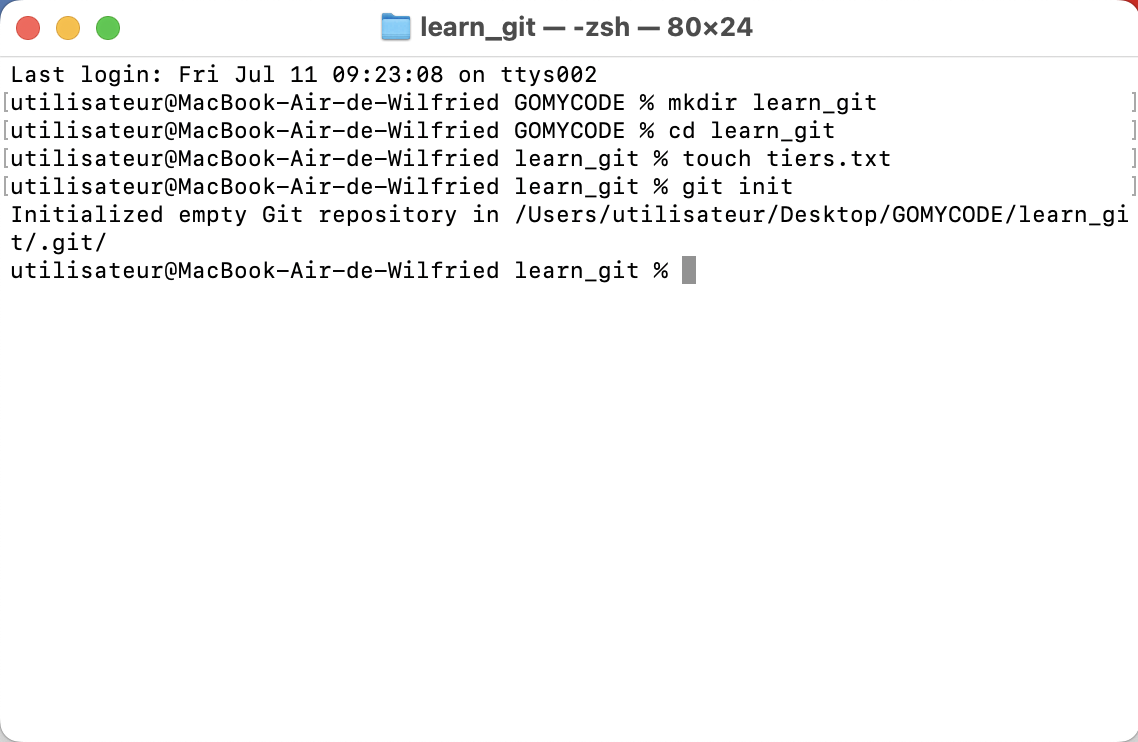 learn_git — -zsh — 80×24
Last login: Fri Jul 11 09:23:08 on ttys002
[utilisateur@MacBook-Air-de-Wilfried GOMYCODE % mkdir learn_git ]
[utilisateur@MacBook-Air-de-Wilfried GOMYCODE % cd learn_git ]
[utilisateur@MacBook-Air-de-Wilfried learn_git % touch tiers.txt ]
[utilisateur@MacBook-Air-de-Wilfried learn_git % git init ]
Initialized empty Git repository in /Users/utilisateur/Desktop/GOMYCODE/learn_gi
t/.git/
utilisateur@MacBook-Air-de-Wilfried learn_git %